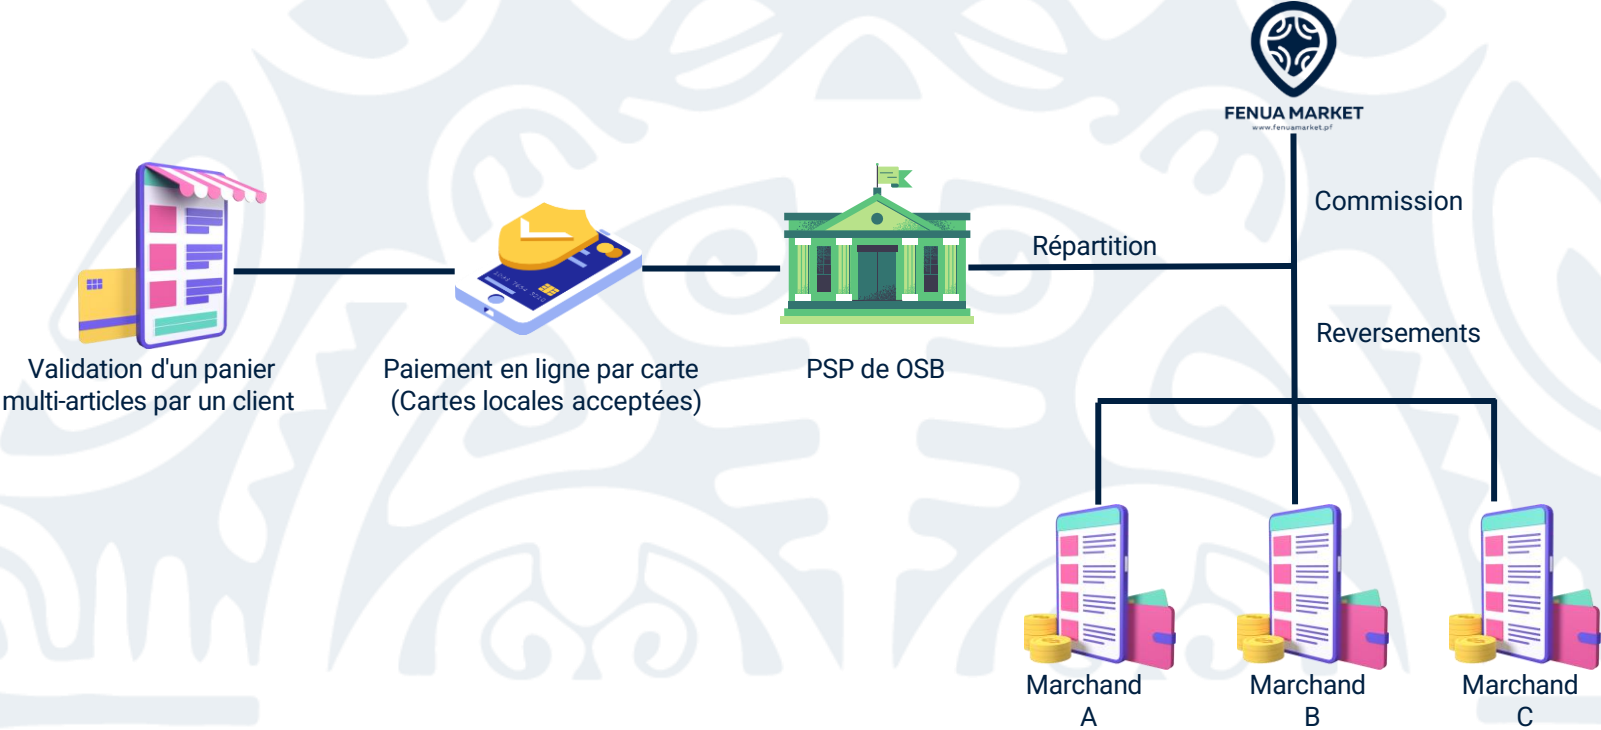 FENUA MARKET
www.fenuamarket.pf
Commission
Répartition
Reversements
Validation d'un panier
multi-articles par un client
Paiement en ligne par carte
(Cartes locales acceptées)
PSP de OSB
Marchand
A
Marchand
B
Marchand
C